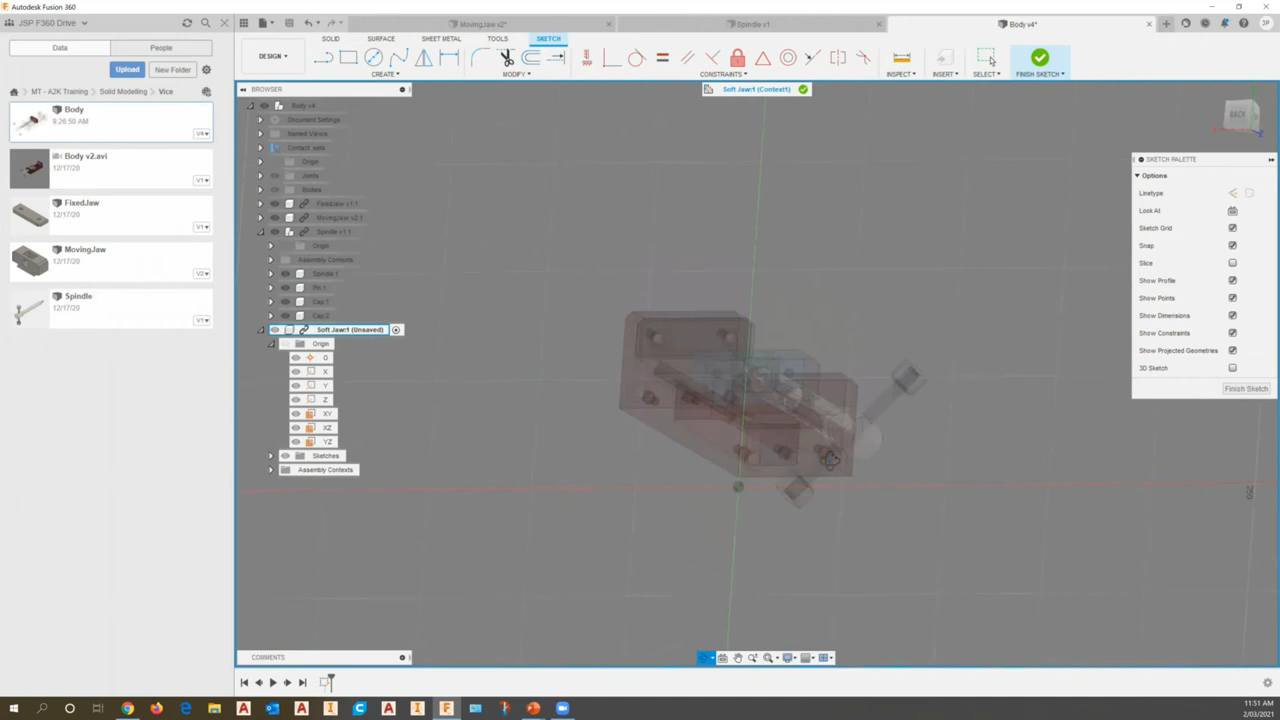 Autodesk Fusion 360
JSP F360 Drive
MovingJaw v2*
Spindle v1
Body v4*
JP
Data
People
Upload
New Folder
MT - A2K Training
Solid Modelling
Vice
Body
9:26:50 AM
V4
Body v2.avi
12/17/20
V1
FixedJaw
12/17/20
V1
MovingJaw
12/17/20
V2
Spindle
12/17/20
V1
DESIGN
SOLID
SURFACE
SHEET METAL
TOOLS
SKETCH
CREATE
MODIFY
CONSTRAINTS
INSPECT
INSERT
SELECT
FINISH SKETCH
BROWSER
Body v4
Document Settings
Named Views
Contact sets
Origin
Joints
Bodies
FixedJaw v1:1
MovingJaw v2:1
Spindle v1:1
Origin
Assembly Contexts
Spindle:1
Pin:1
Cap:1
Cap:2
Soft Jaw:1 (Unsaved)
Origin
O
X
Y
Z
XY
XZ
YZ
Sketches
Assembly Contexts
Soft Jaw:1 (Context1)
BACK
250
SKETCH PALETTE
Options
Linetype
Look At
Sketch Grid
Snap
Slice
Show Profile
Show Points
Show Dimensions
Show Constraints
Show Projected Geometries
3D Sketch
Finish Sketch
COMMENTS
11:51 AM
2/03/2021